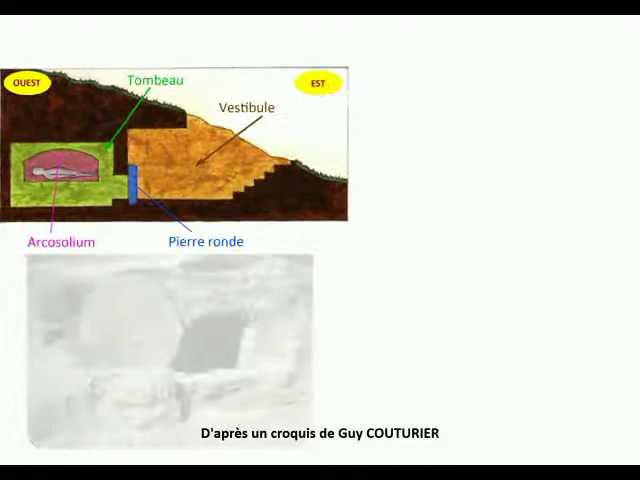 OUEST
EST
Tombeau
Vestibule
Arcosolium
Pierre ronde
D'après un croquis de Guy COUTURIER